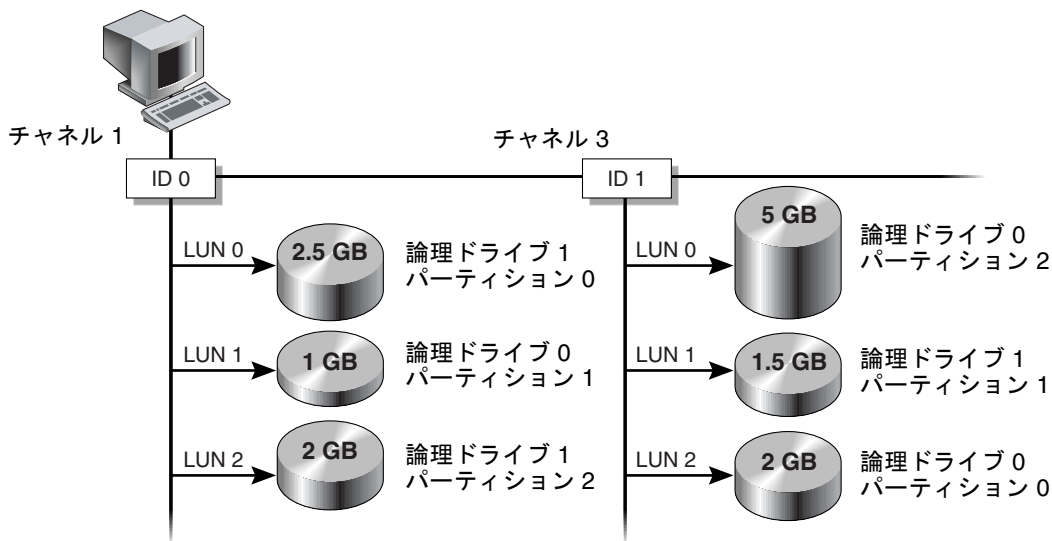 チャネル 1
チャネル 3
ID 0
ID 1
LUN 0
2.5 GB
論理ドライブ 1
パーティション 0
LUN 1
1 GB
論理ドライブ 0
パーティション 1
LUN 2
2 GB
論理ドライブ 1
パーティション 2
LUN 0
5 GB
論理ドライブ 0
パーティション 2
LUN 1
1.5 GB
論理ドライブ 1
パーティション 1
LUN 2
2 GB
論理ドライブ 0
パーティション 0